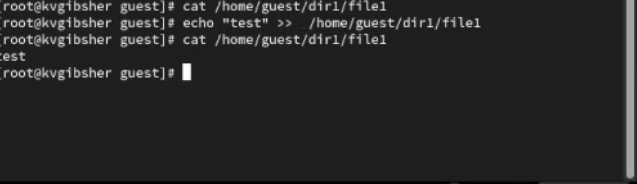 [root@kvgibsher guest]# cat /home/guest/dir1/file1
[root@kvgibsher guest]# echo "test" >>  /home/guest/dir1/file1
[root@kvgibsher guest]# cat /home/guest/dir1/file1
test
[root@kvgibsher guest]#